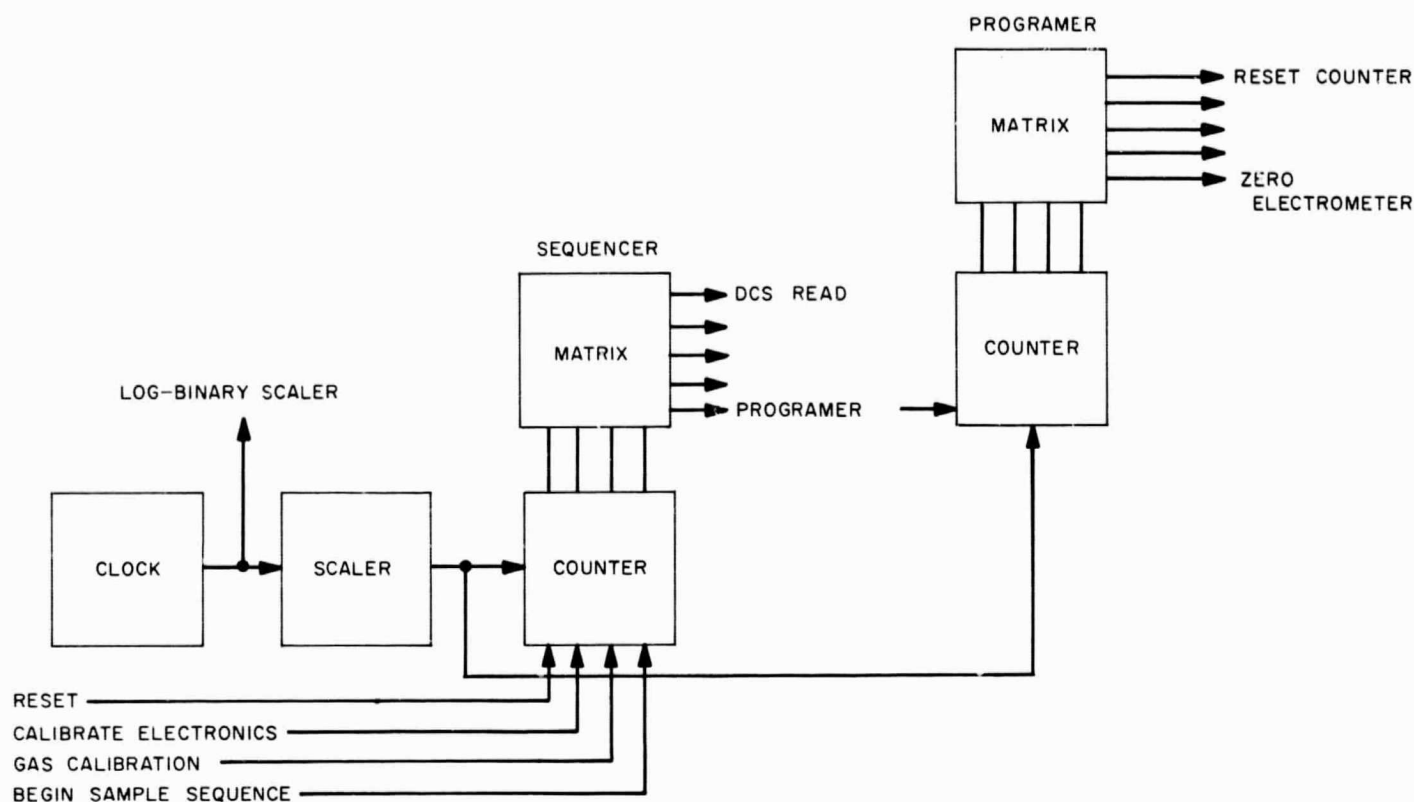 PROGRAMER
RESET COUNTER
MATRIX
ZERO
ELECTROMETER
SEQUENCER
DCS READ
MATRIX
COUNTER
LOG-BINARY SCALER
PROGRAMER
CLOCK
SCALER
COUNTER
RESET
CALIBRATE ELECTRONICS
GAS CALIBRATION
BEGIN SAMPLE SEQUENCE